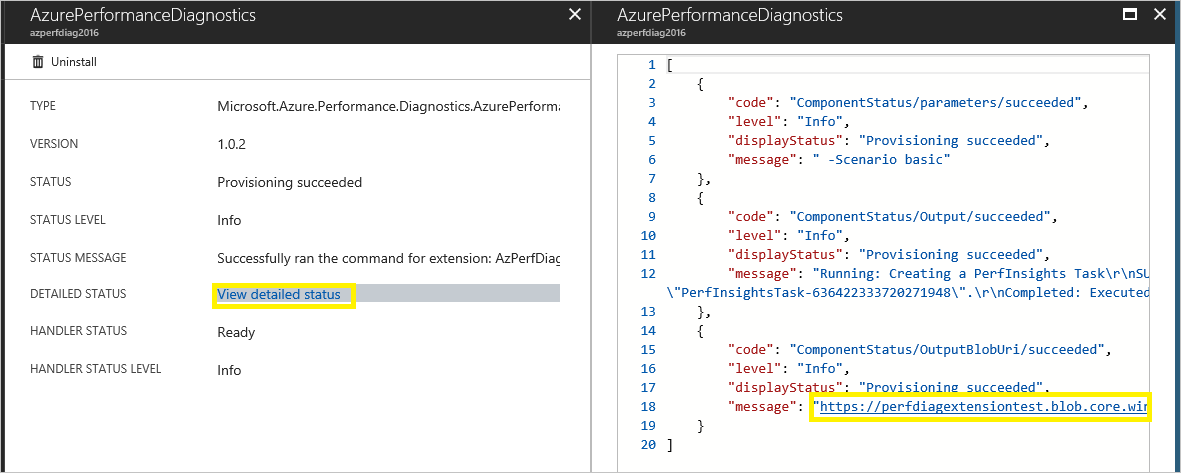 AzurePerformanceDiagnostics
azperfdiag2016
Uninstall
TYPE Microsoft.Azure.Performance.Diagnostics.AzurePerforma
VERSION 1.0.2
STATUS Provisioning succeeded
STATUS LEVEL Info
STATUS MESSAGE Successfully ran the command for extension: AzPerfDiag
DETAILED STATUS View detailed status
HANDLER STATUS Ready
HANDLER STATUS LEVEL Info
AzurePerformanceDiagnostics
azperfdiag2016
1 [
2 {
3 "code": "ComponentStatus/parameters/succeeded",
4 "level": "Info",
5 "displayStatus": "Provisioning succeeded",
6 "message": " -Scenario basic"
7 },
8 {
9 "code": "ComponentStatus/Output/succeeded",
10 "level": "Info",
11 "displayStatus": "Provisioning succeeded",
12 "message": "Running: Creating a PerfInsights Task\r\nSU
\"PerfInsightsTask-636422333720271948\".\r\nCompleted: Executed
13 },
14 {
15 "code": "ComponentStatus/OutputBlobUri/succeeded",
16 "level": "Info",
17 "displayStatus": "Provisioning succeeded",
18 "message": "https://perfdiagextensiontest.blob.core.win
19 }
20 ]